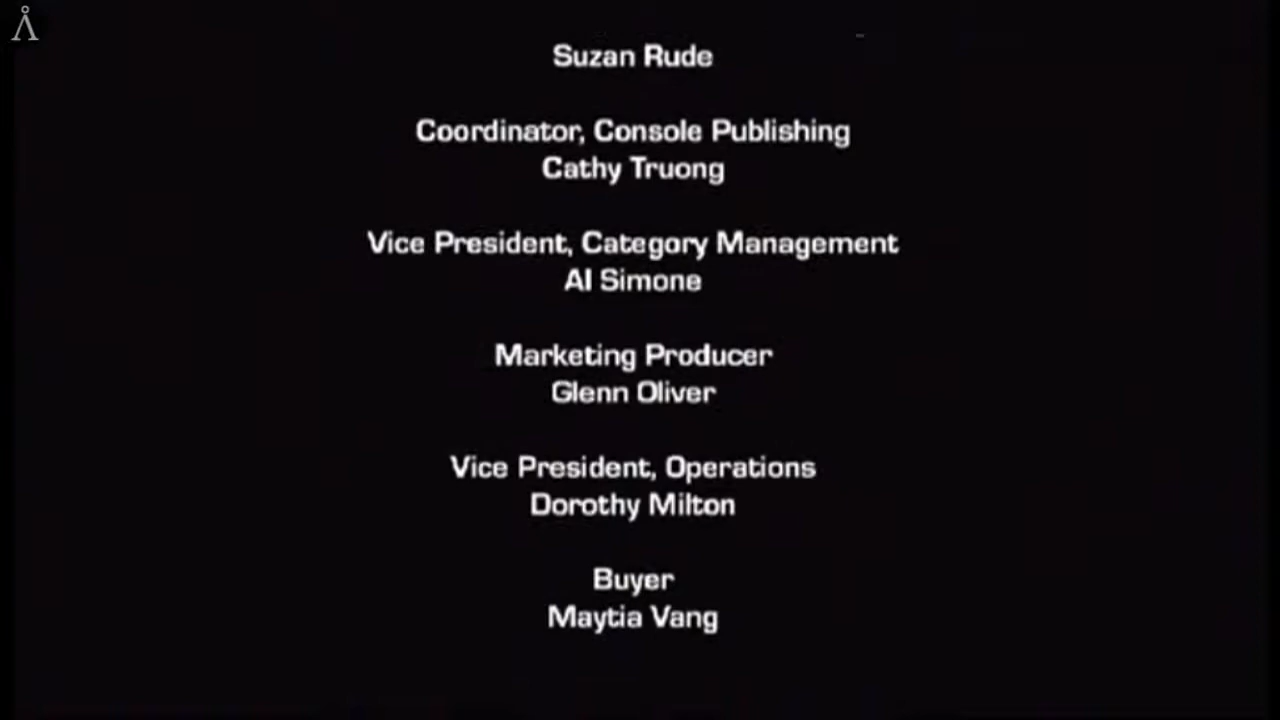 Suzan Rude
Coordinator, Console Publishing
Cathy Truong
Vice President, Category Management
Al Simone
Marketing Producer
Glenn Oliver
Vice President, Operations
Dorothy Milton
Buyer
Maytia Vang